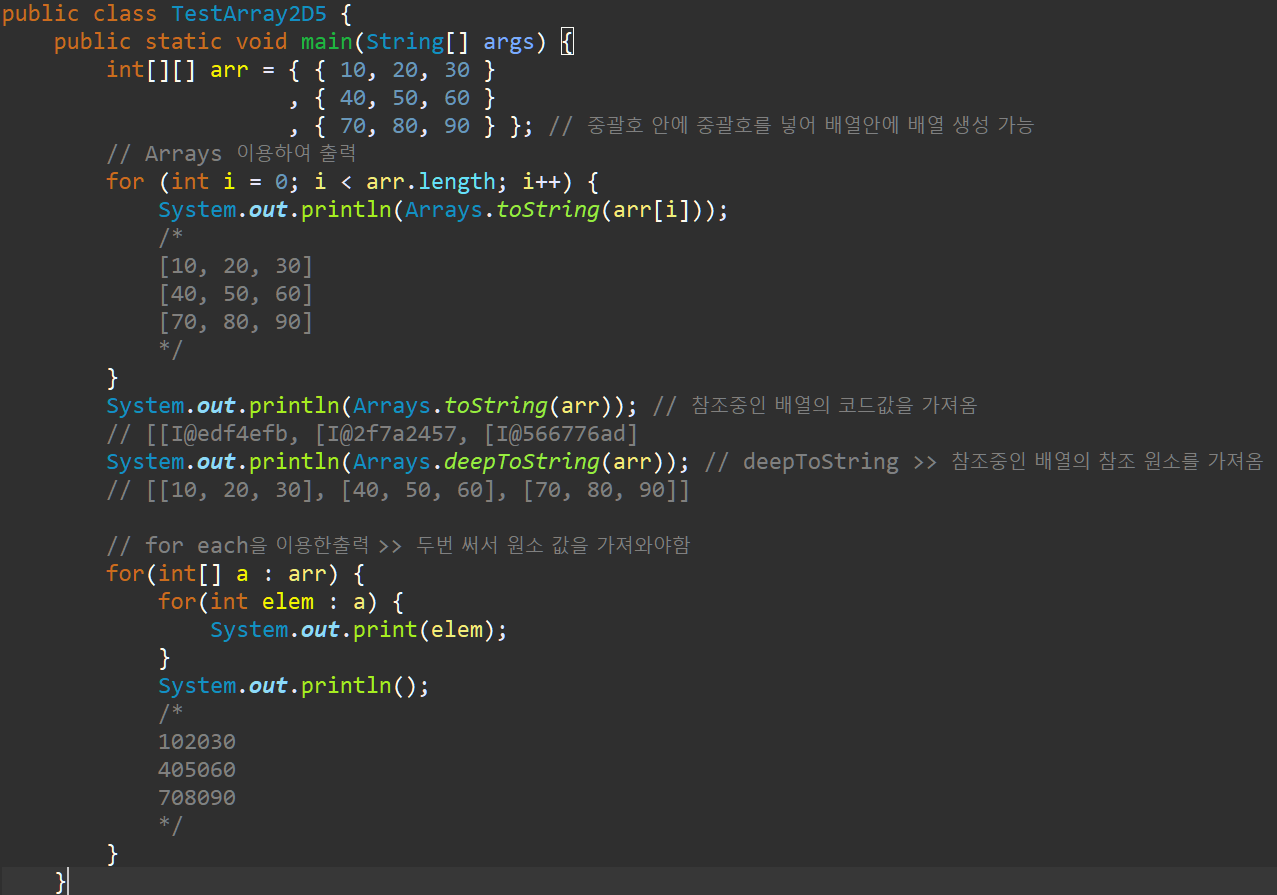 public class TestArray2D5 {
    public static void main(String[] args) {
        int[][] arr = { { 10, 20, 30 }
                      , { 40, 50, 60 }
                      , { 70, 80, 90 } }; // 중괄호 안에 중괄호를 넣어 배열안에 배열 생성 가능
        // Arrays 이용하여 출력
        for (int i = 0; i < arr.length; i++) {
            System.out.println(Arrays.toString(arr[i]));
            /*
            [10, 20, 30]
            [40, 50, 60]
            [70, 80, 90]
            */
        }
        System.out.println(Arrays.toString(arr)); // 참조중인 배열의 코드값을 가져옴
        // [[I@edf4efb, [I@2f7a2457, [I@566776ad]
        System.out.println(Arrays.deepToString(arr)); // deepToString >> 참조중인 배열의 참조 원소를 가져옴
        // [[10, 20, 30], [40, 50, 60], [70, 80, 90]]
        // for each을 이용한출력 >> 두번 써서 원소 값을 가져와야함
        for(int[] a : arr) {
            for(int elem : a) {
                System.out.print(elem);
            }
            System.out.println();
            /*
            102030
            405060
            708090
            */
        }
    }